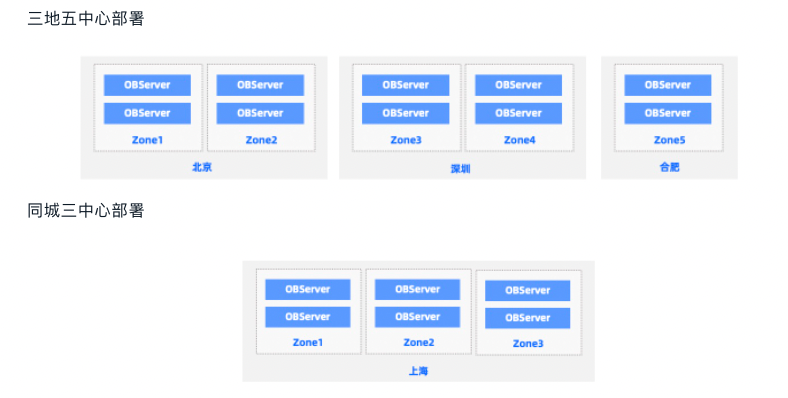 三地五中心部署
OBServer OBServer OBServer OBServer OBServer
OBServer OBServer OBServer OBServer OBServer
Zone1 Zone2 Zone3 Zone4 Zone5
北京 深圳 合肥
同城三中心部署
OBServer OBServer OBServer
OBServer OBServer OBServer
Zone1 Zone2 Zone3
上海